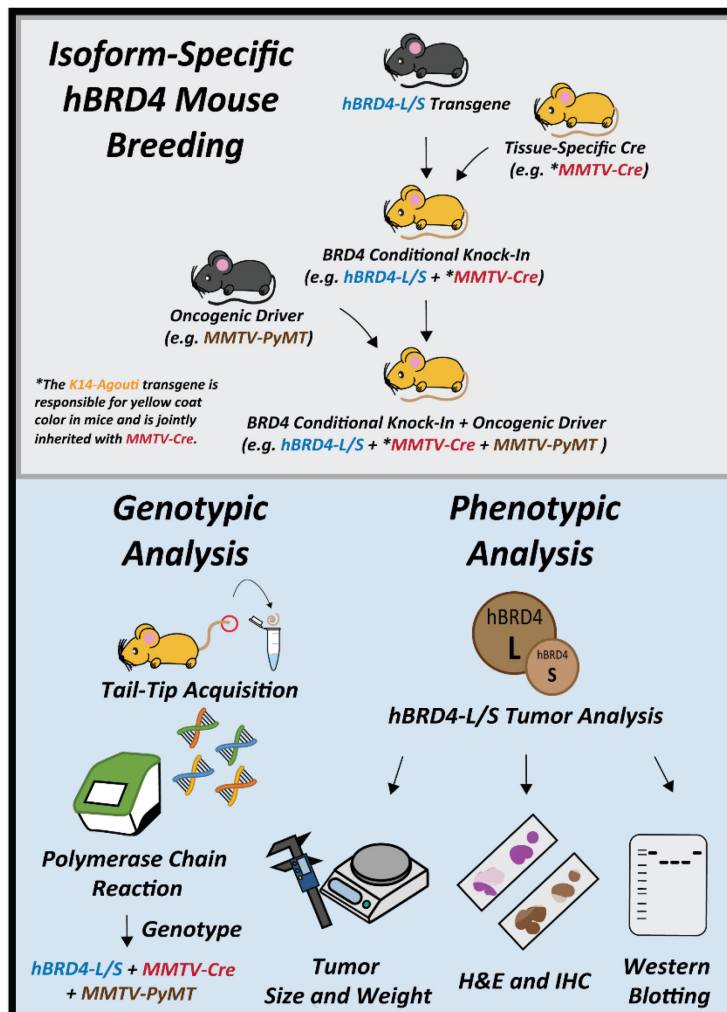 Isoform-Specific
hBRD4 Mouse
Breeding
hBRD4-L/S Transgene
Tissue-Specific Cre
(e.g. *MMTV-Cre)
BRD4 Conditional Knock-In
(e.g. hBRD4-L/S + *MMTV-Cre)
Oncogenic Driver
(e.g. MMTV-PyMT)
*The K14-Agouti transgene is
responsible for yellow coat
color in mice and is jointly
inherited with MMTV-Cre.
BRD4 Conditional Knock-In + Oncogenic Driver
(e.g. hBRD4-L/S + *MMTV-Cre + MMTV-PyMT )
Genotypic
Analysis
Tail-Tip Acquisition
Polymerase Chain
Reaction
Genotype
hBRD4-L/S + MMTV-Cre
+ MMTV-PyMT
Phenotypic
Analysis
hBRD4
L
hBRD4
S
hBRD4-L/S Tumor Analysis
Tumor
Size and Weight
H&E and IHC
Western
Blotting